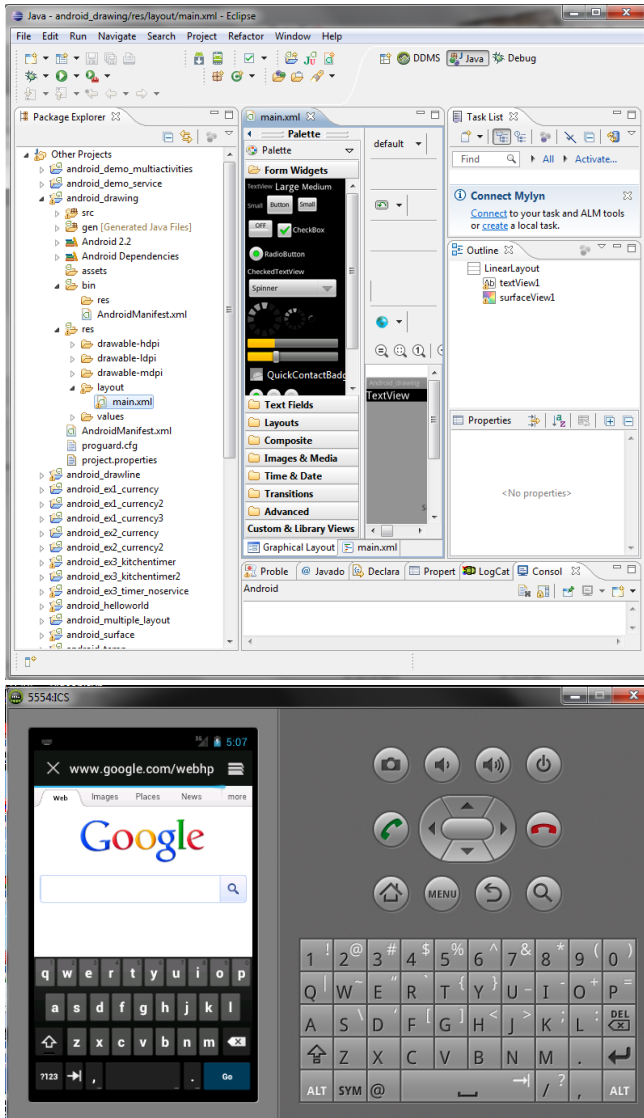 Java - android_drawing/res/layout/main.xml - Eclipse
File Edit Run Navigate Search Project Refactor Window Help
DDMS Java Debug
Package Explorer
Other Projects
android_demo_multiactivities
android_demo_service
android_drawing
src
gen [Generated Java Files]
Android 2.2
Android Dependencies
assets
bin
res
AndroidManifest.xml
res
drawable-hdpi
drawable-ldpi
drawable-mdpi
layout
main.xml
values
AndroidManifest.xml
proguard.cfg
project.properties
android_drawline
android_ex1_currency
android_ex1_currency2
android_ex1_currency3
android_ex2_currency
android_ex2_currency2
android_ex3_kitchentimer
android_ex3_kitchentimer2
android_ex3_timer_noservice
android_helloworld
android_multiple_layout
android_surface
main.xml
Palette
Palette
Form Widgets
TextView Large Medium
Small Button Small
OFF CheckBox
RadioButton
CheckedTextView
Spinner
QuickContactBadg
Text Fields
Layouts
Composite
Images & Media
Time & Date
Transitions
Advanced
Custom & Library Views
Graphical Layout main.xml
default
Android_drawing
TextView
Task List
Find All Activate...
Connect Mylyn
Connect to your task and ALM tools
or create a local task.
Outline
LinearLayout
textView1
surfaceView1
Properties
<No properties>
Proble Javado Declara Propert LogCat Consol
Android
5554:ICS
3G 5:07
www.google.com/webhp
Web Images Places News more
Google
q w e r t y u i o p
a s d f g h j k l
z x c v b n m
?123 , . Go
MENU
1 ! 2 @ 3 # 4 $ 5 % 6 ^ 7 & 8 * 9 ( 0 )
Q | W ~ E " R ` T { Y } U - I - O + P =
A S \ D ' F [ G ] H < J > K ; L : DEL
Z X C V B N M .
ALT SYM @ / ? , ALT